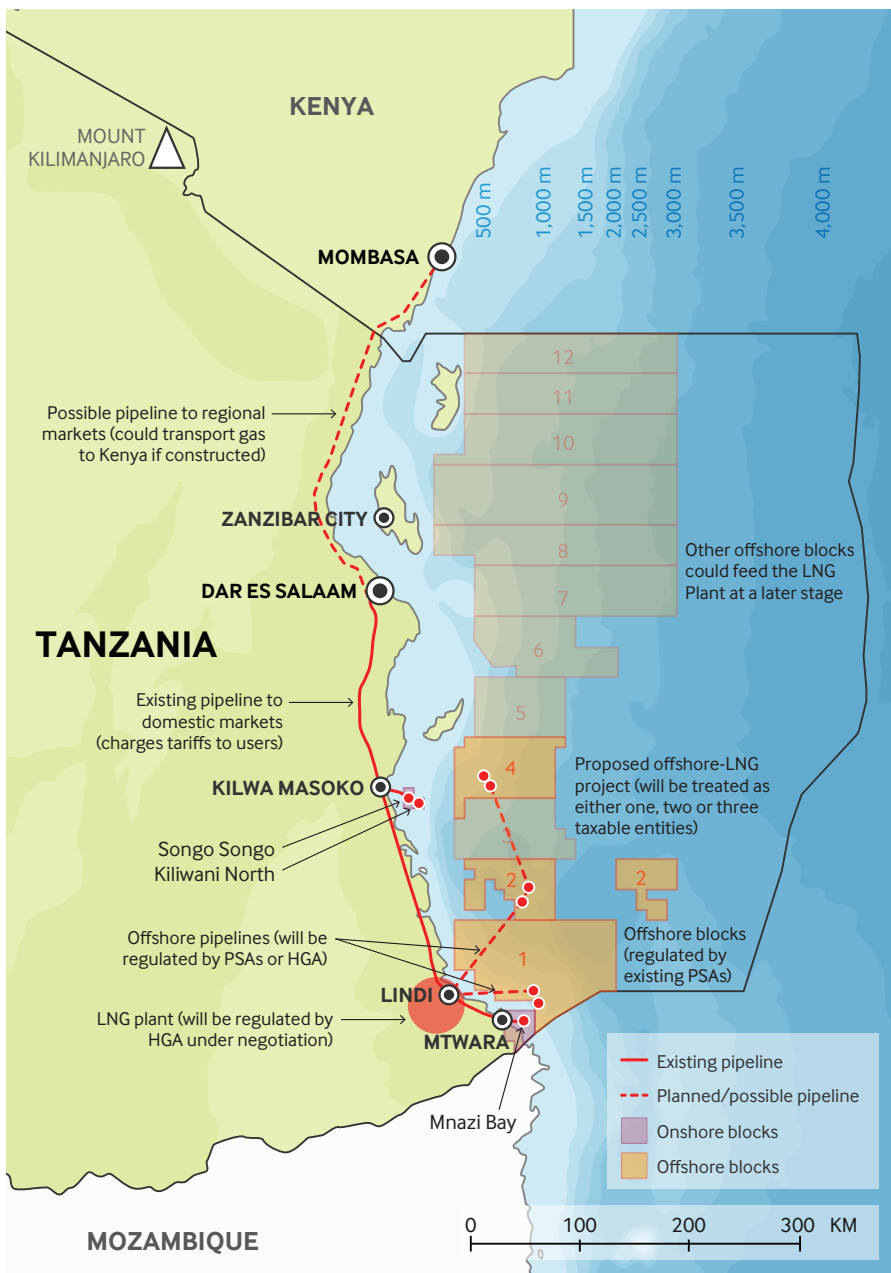 KENYA
MOUNT
KILIMANJARO
500 m
1,000 m
1,500 m
2,000 m
2,500 m
3,000 m
3,500 m
4,000 m
MOMBASA
12
11
10
9
8
7
6
5
4
3
2
2
1
Possible pipeline to regional
markets (could transport gas
to Kenya if constructed)
ZANZIBAR CITY
Other offshore blocks
could feed the LNG
Plant at a later stage
DAR ES SALAAM
TANZANIA
Existing pipeline to
domestic markets
(charges tariffs to users)
Proposed offshore-LNG
project (will be treated as
either one, two or three
taxable entities)
KILWA MASOKO
Songo Songo
Kiliwani North
Offshore pipelines (will be
regulated by PSAs or HGA)
Offshore blocks
(regulated by
existing PSAs)
LINDI
LNG plant (will be regulated by
HGA under negotiation)
MTWARA
Mnazi Bay
Existing pipeline
Planned/possible pipeline
Onshore blocks
Offshore blocks
MOZAMBIQUE
0 100 200 300 KM